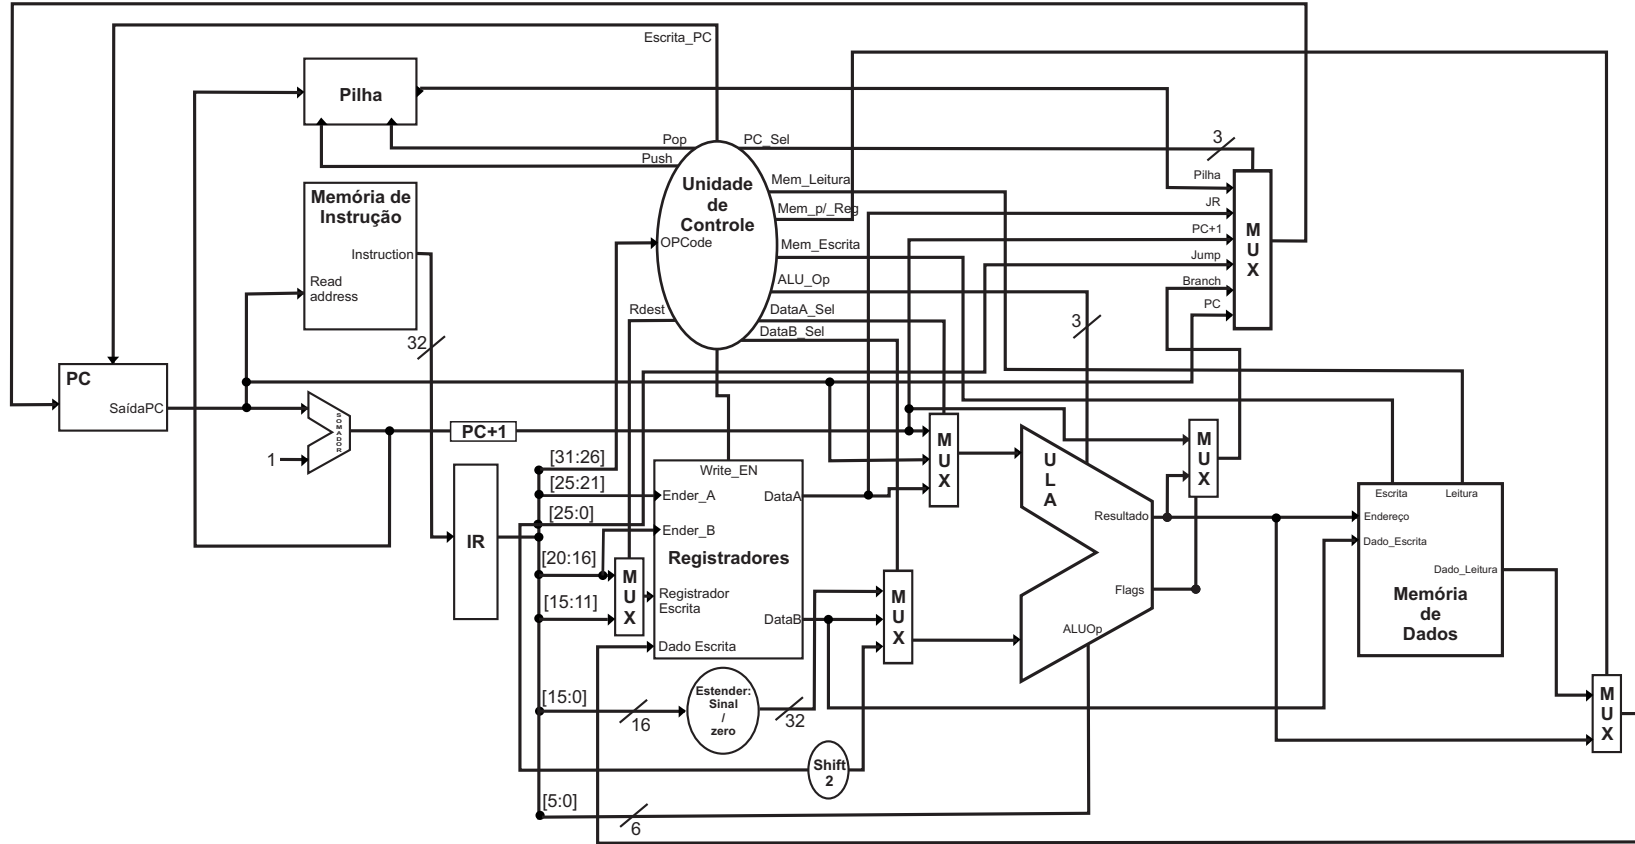 Escrita_PC
Pilha
Pop
PC_Sel
Push
3
Memória de
Instrução
Instruction
Read
address
32
Unidade
de
Controle
OPCode
Rdest
Mem_Leitura
Mem_p/_Reg
Mem_Escrita
ALU_Op
DataA_Sel
DataB_Sel
3
Pilha
JR
PC+1
Jump
Branch
PC
M
U
X
PC
SaídaPC
SOMADOR
1
PC+1
IR
[31:26]
[25:21]
[25:0]
[20:16]
[15:11]
[15:0]
[5:0]
M
U
X
Write_EN
Ender_A
DataA
Ender_B
Registradores
Registrador
Escrita
DataB
Dado Escrita
16
Estender:
Sinal
/
zero
32
Shift
2
6
M
U
X
M
U
X
U
L
A
Resultado
Flags
ALUOp
M
U
X
Escrita
Leitura
Endereço
Dado_Escrita
Dado_Leitura
Memória
de
Dados
M
U
X